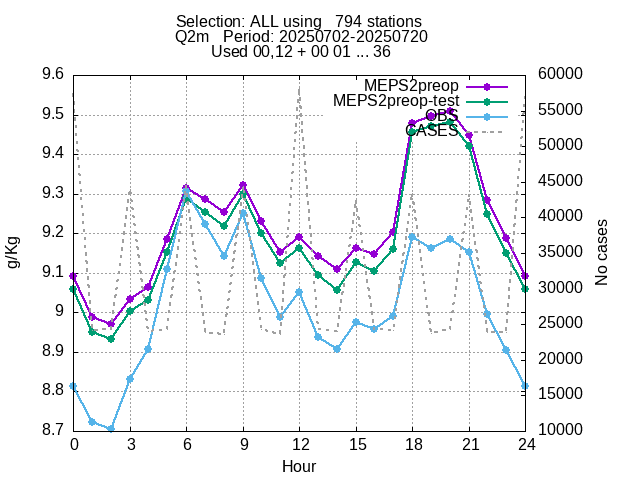 Selection: ALL using   794 stations
Q2m   Period: 20250702-20250720
Used 00,12 + 00 01 ... 36
MEPS2preop
MEPS2preop-test
OBS
CASES
9.6
9.5
9.4
9.3
9.2
9.1
9
8.9
8.8
8.7
g/Kg
60000
55000
50000
45000
40000
35000
30000
25000
20000
15000
10000
No cases
0 3 6 9 12 15 18 21 24
Hour